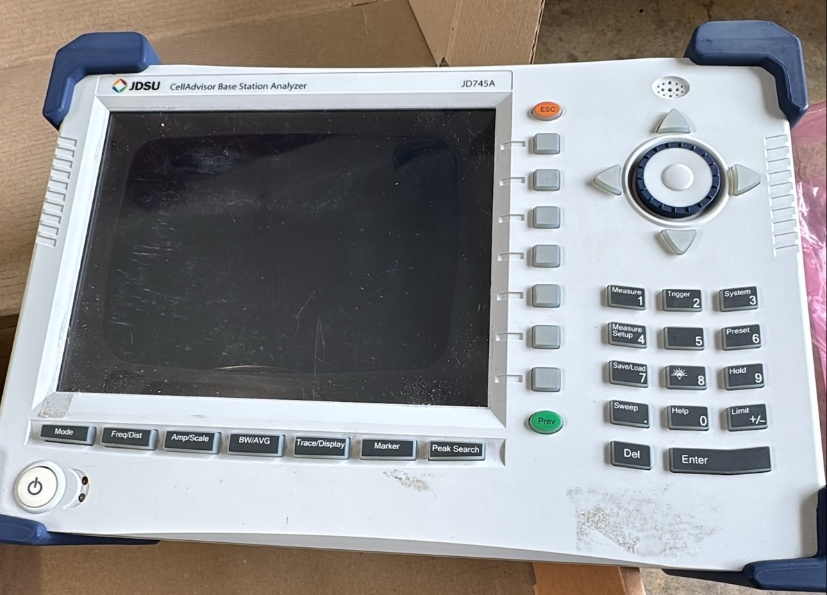 JDSU CellAdvisor Base Station Analyzer JD745A
ESC
Measure 1
Trigger 2
System 3
Measure Setup 4
5
Preset 6
Save/Load 7
8
Hold 9
Sweep .
Help 0
Limit +/-
Prev
Mode
Freq/Dist
Amp/Scale
BW/AVG
Trace/Display
Marker
Peak Search
Del
Enter